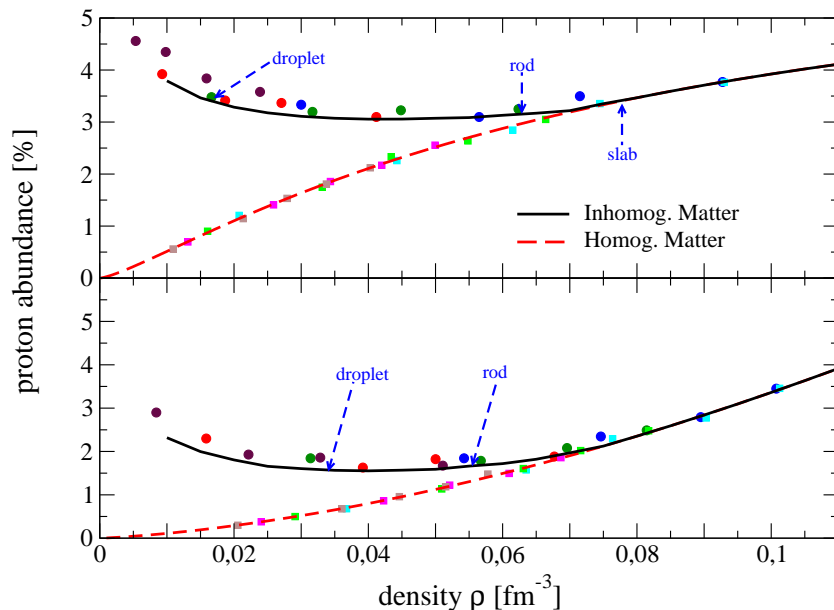 5
4
3
2
1
0
droplet
rod
slab
Inhomog. Matter
Homog. Matter
proton abundance [%]
5
4
3
2
1
0
droplet
rod
0
0,02
0,04
0,06
0,08
0,1
density ρ [fm⁻³]